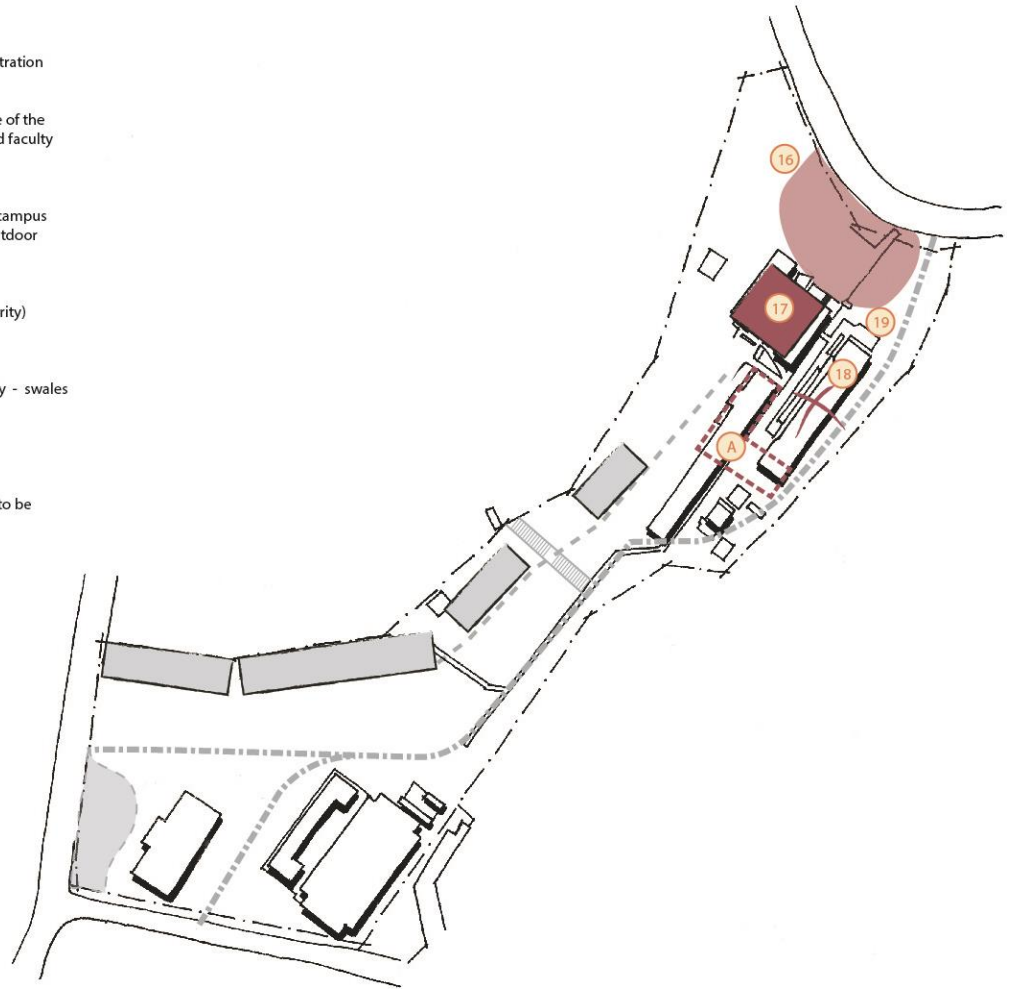 tration
e of the
d faculty
campus
tdoor
rity)
y - swales
to be
16
17
19
18
A